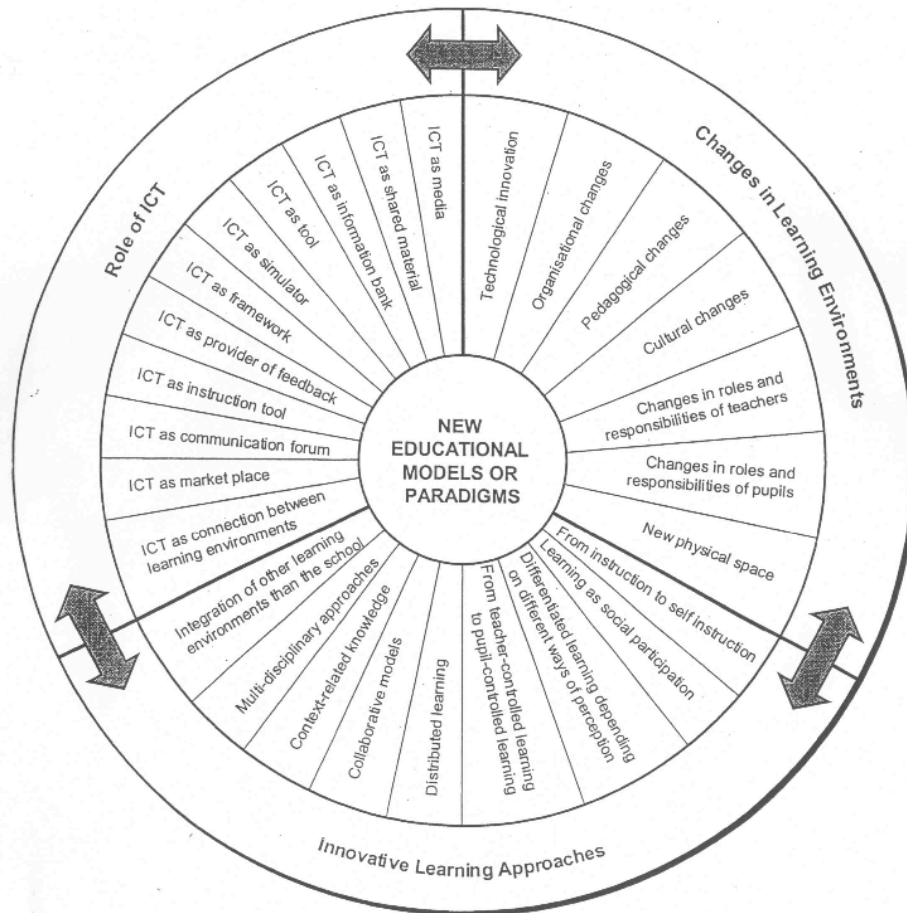 Role of ICT
ICT as media
ICT as shared
material
ICT as information
bank
ICT as tool
ICT as simulator
ICT as framework
ICT as provider of feedback
ICT as instruction tool
ICT as communication forum
ICT as market place
ICT as connection between
learning environments
Changes in Learning Environments
Technological innovation
Organisational changes
Pedagogical changes
Cultural changes
Changes in roles and
responsibilities of teachers
Changes in roles and
responsibilities of pupils
New physical space
NEW
EDUCATIONAL
MODELS OR
PARADIGMS
From instruction to self instruction
Learning as social participation
Differentiated learning depending
on different ways of perception
From teacher-controlled learning
to pupil-controlled learning
Distributed learning
Collaborative models
Context-related knowledge
Multi-disciplinary approaches
Integration of other learning
environments than the school
Innovative Learning Approaches